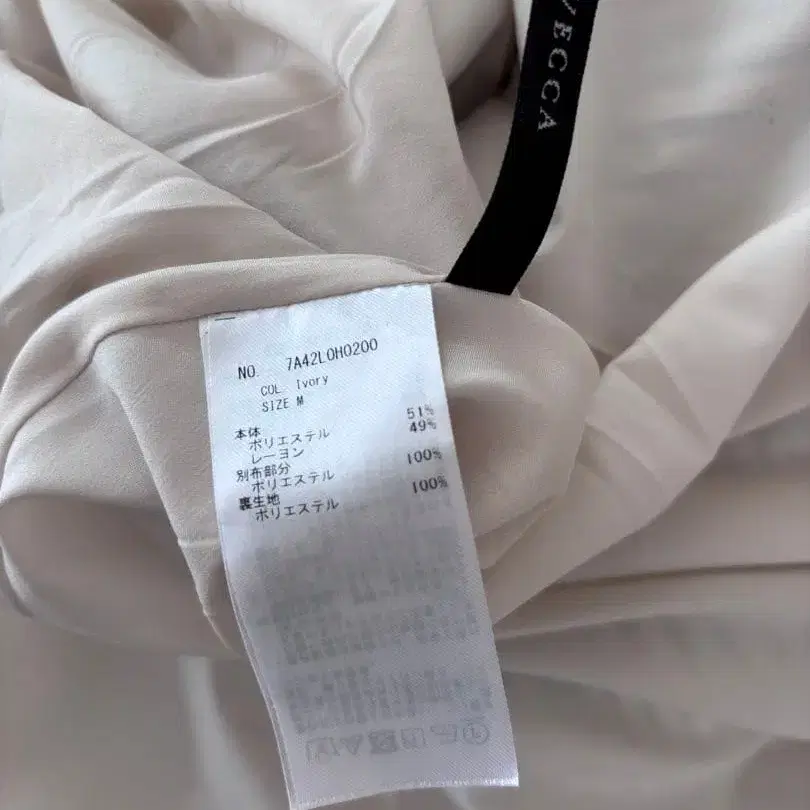 VECCA
NO. 7A42L0H0200
COL. Ivory
SIZE M
本体
ポリエステル 51%
レーヨン 49%
別布部分
ポリエステル 100%
裏生地
ポリエステル 100%